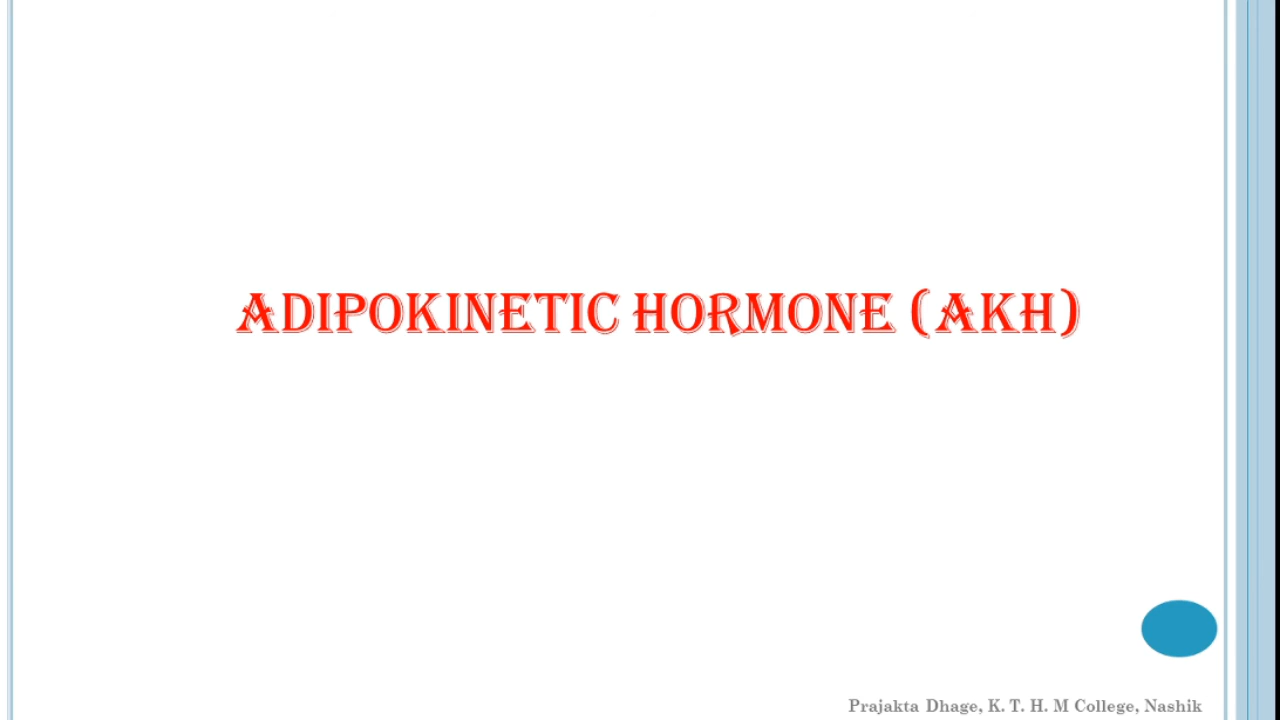 ADIPOKINETIC HORMONE (AKH)
Prajakta Dhage, K. T. H. M College, Nashik